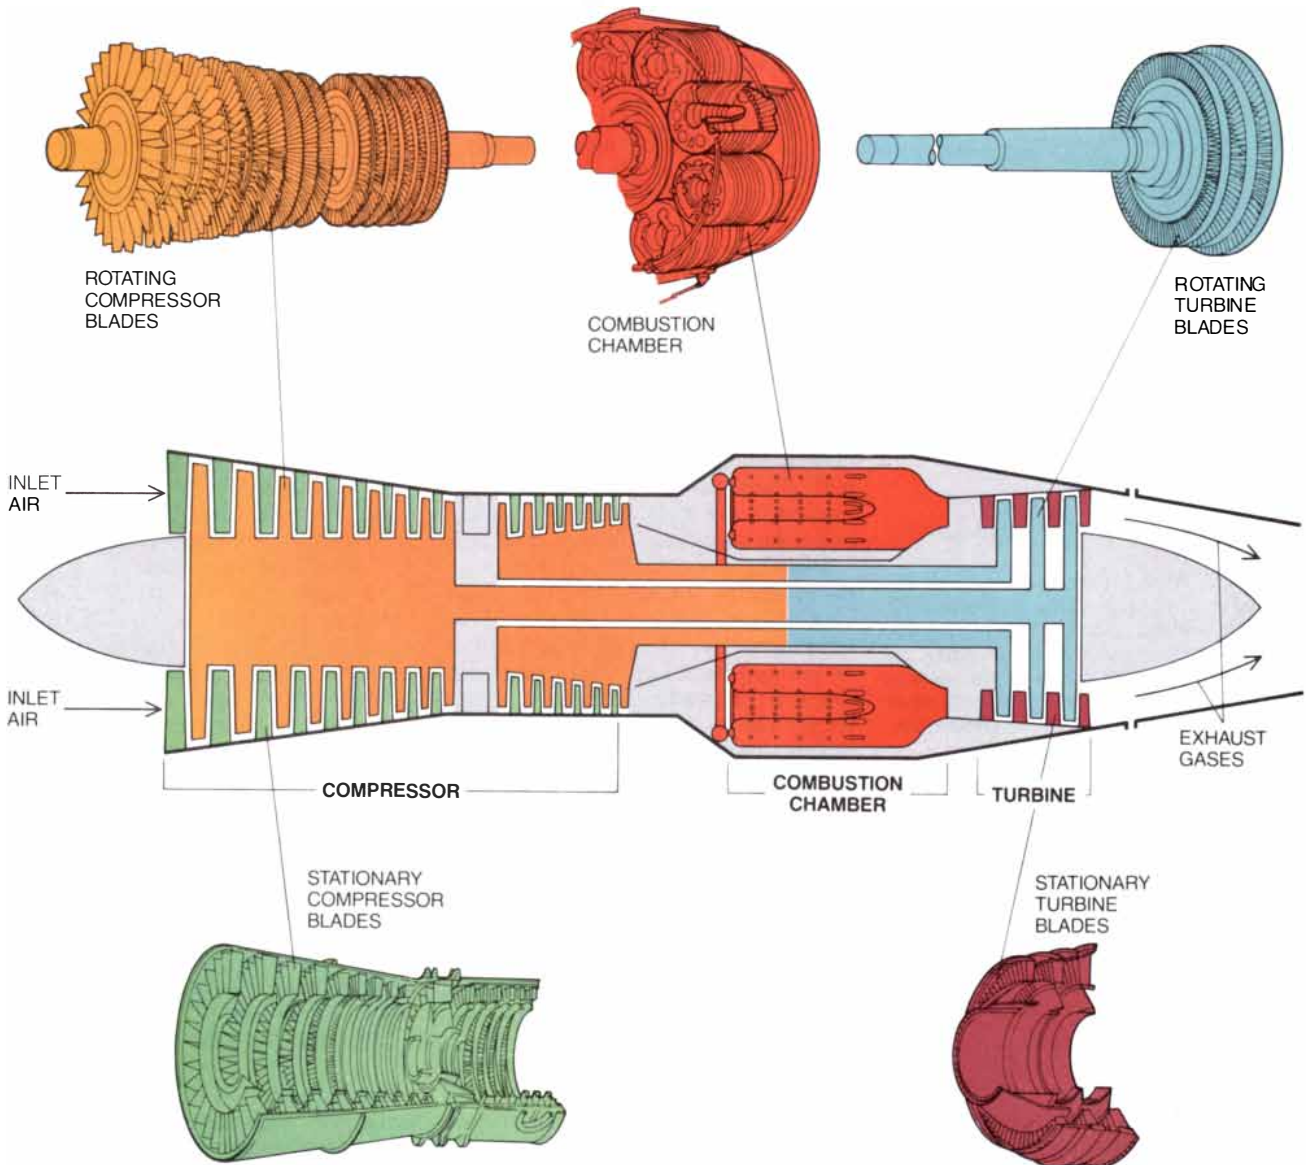 ROTATING
COMPRESSOR
BLADES
COMBUSTION
CHAMBER
ROTATING
TURBINE
BLADES
INLET
AIR
INLET
AIR
EXHAUST
GASES
COMPRESSOR
COMBUSTION
CHAMBER
TURBINE
STATIONARY
COMPRESSOR
BLADES
STATIONARY
TURBINE
BLADES